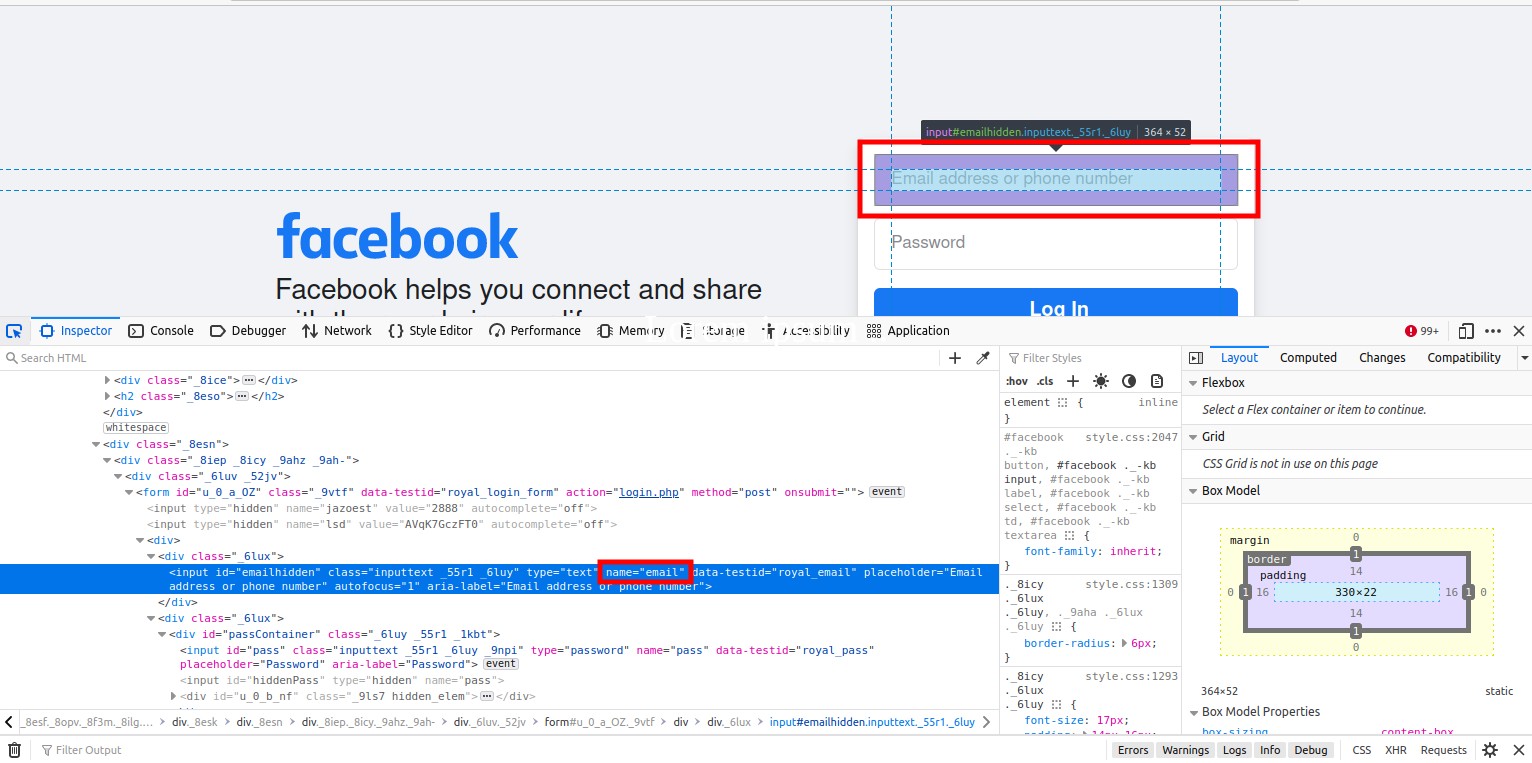 input#emailhidden.inputtext._55r1._6luy 364 × 52
Email address or phone number
facebook
Password
Facebook helps you connect and share
Log In
Inspector Console Debugger Network Style Editor Performance Memory Storage Accessibility Application 99+
Search HTML
<div class="_8ice"> </div>
<h2 class="_8eso"> </h2>
</div>
whitespace
<div class="_8esn">
<div class="_8iep _8icy _9ahz _9ah-">
<div class="_6luv _52jv">
<form id="u_0_a_OZ" class="_9vtf" data-testid="royal_login_form" action="login.php" method="post" onsubmit=""> event
<input type="hidden" name="jazoest" value="2888" autocomplete="off">
<input type="hidden" name="lsd" value="AVqK7GczFT0" autocomplete="off">
<div>
<div class="_6lux">
<input id="emailhidden" class="inputtext _55r1 _6luy" type="text" name="email" data-testid="royal_email" placeholder="Email
address or phone number" autofocus="1" aria-label="Email address or phone number">
</div>
<div class="_6lux">
<div id="passContainer" class="_6luy _55r1 _1kbt">
<input id="pass" class="inputtext _55r1 _6luy _9npi" type="password" name="pass" data-testid="royal_pass"
placeholder="Password" aria-label="Password"> event
<input id="hiddenPass" type="hidden" name="pass">
<div id="u_0_b_nf" class="_9ls7 hidden_elem"> </div>
_8esf._8opv._8f3m._8ilg.… div._8esk div._8esn div._8iep._8icy._9ahz._9ah- div._6luv._52jv form#u_0_a_OZ._9vtf div div._6lux input#emailhidden.inputtext._55r1._6luy
Filter Styles
:hov .cls
element { inline
}
#facebook style.css:2047
._-kb
button, #facebook ._-kb
input, #facebook ._-kb
label, #facebook ._-kb
select, #facebook ._-kb
td, #facebook ._-kb
textarea {
font-family: inherit;
}
._8icy style.css:1309
._6lux
._6luy, ._9aha ._6lux
._6luy {
border-radius: 6px;
}
._8icy style.css:1293
._6lux
._6luy {
font-size: 17px;
padding: 14px 16px;
Layout Computed Changes Compatibility
Flexbox
Select a Flex container or item to continue.
Grid
CSS Grid is not in use on this page
Box Model
margin 0
border 1
padding 14
0 1 16 330×22 16 1 0
14
1
0
364×52 static
Box Model Properties
box-sizing content-box
Filter Output
Errors Warnings Logs Info Debug CSS XHR Requests